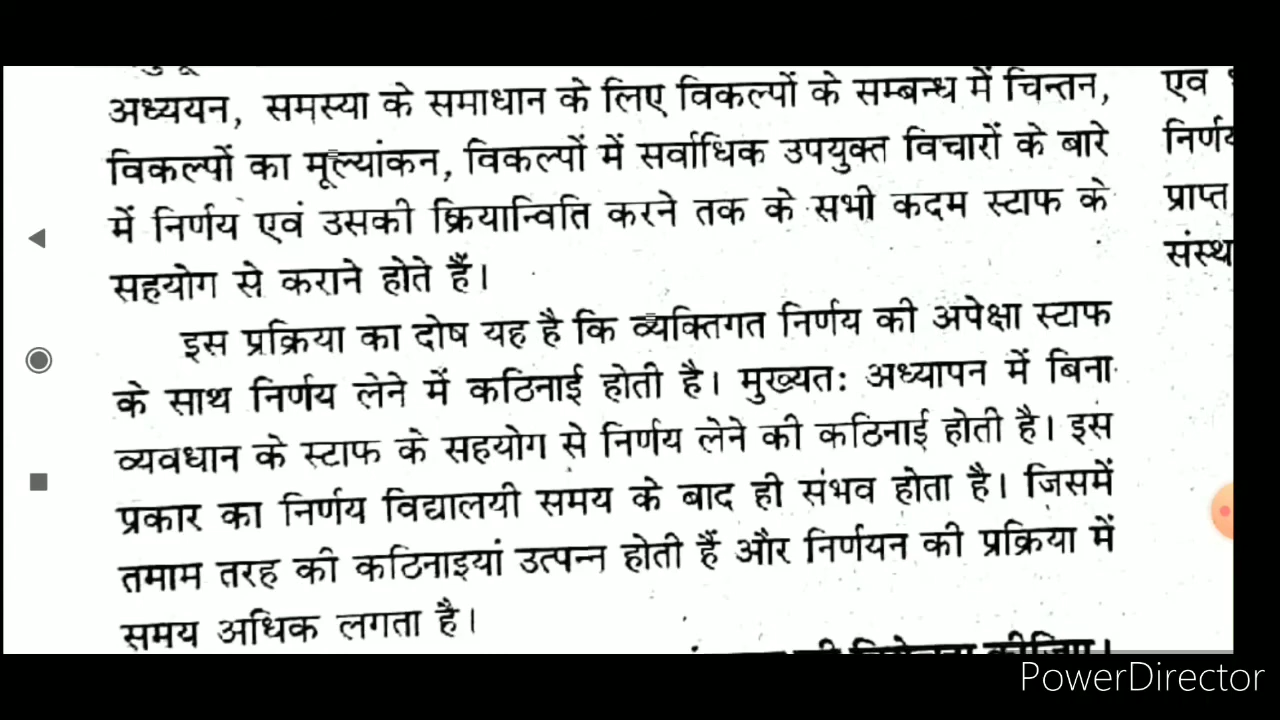 अध्ययन, समस्या के समाधान के लिए विकल्पों के सम्बन्ध में चिन्तन,
विकल्पों का मूल्यांकन, विकल्पों में सर्वाधिक उपयुक्त विचारों के बारे
में निर्णय एवं उसकी क्रियान्विति करने तक के सभी कदम स्टाफ के
सहयोग से कराने होते हैं।
इस प्रक्रिया का दोष यह है कि व्यक्तिगत निर्णय की अपेक्षा स्टाफ
के साथ निर्णय लेने में कठिनाई होती है। मुख्यतः अध्यापन में बिना
व्यवधान के स्टाफ के सहयोग से निर्णय लेने की कठिनाई होती है। इस
प्रकार का निर्णय विद्यालयी समय के बाद ही संभव होता है। जिसमें
तमाम तरह की कठिनाइयां उत्पन्न होती हैं और निर्णयन की प्रक्रिया में
समय अधिक लगता है।
की विवेचना कीजिए।
एव
प्राप्त
PowerDirector